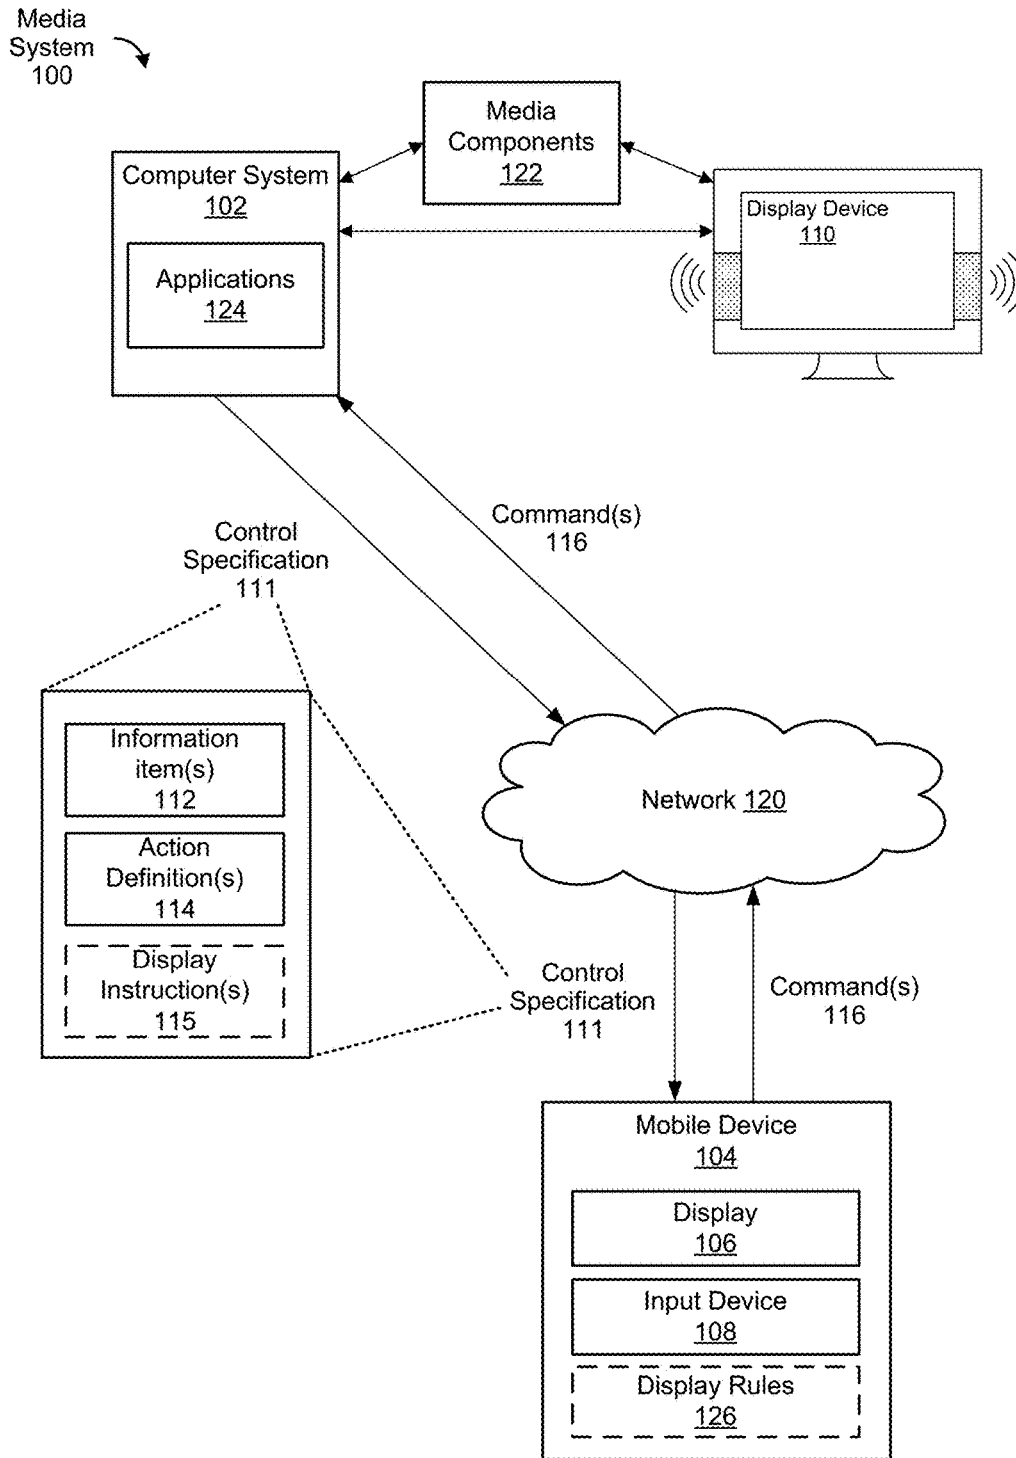 Media
System
100
Media
Components
122
Computer System
102
Applications
124
Display Device
110
Command(s)
116
Control
Specification
111
Information
item(s)
112
Action
Definition(s)
114
Display
Instruction(s)
115
Network 120
Control
Specification
111
Command(s)
116
Mobile Device
104
Display
106
Input Device
108
Display Rules
126